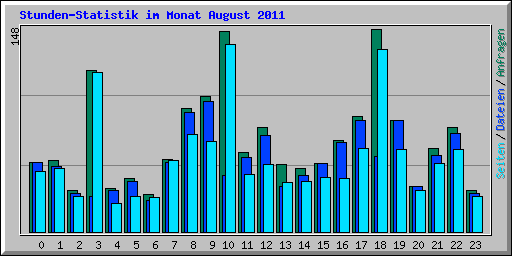 Stunden-Statistik im Monat August 2011
148
Seiten/Dateien/Anfragen
0 1 2 3 4 5 6 7 8 9 10 11 12 13 14 15 16 17 18 19 20 21 22 23